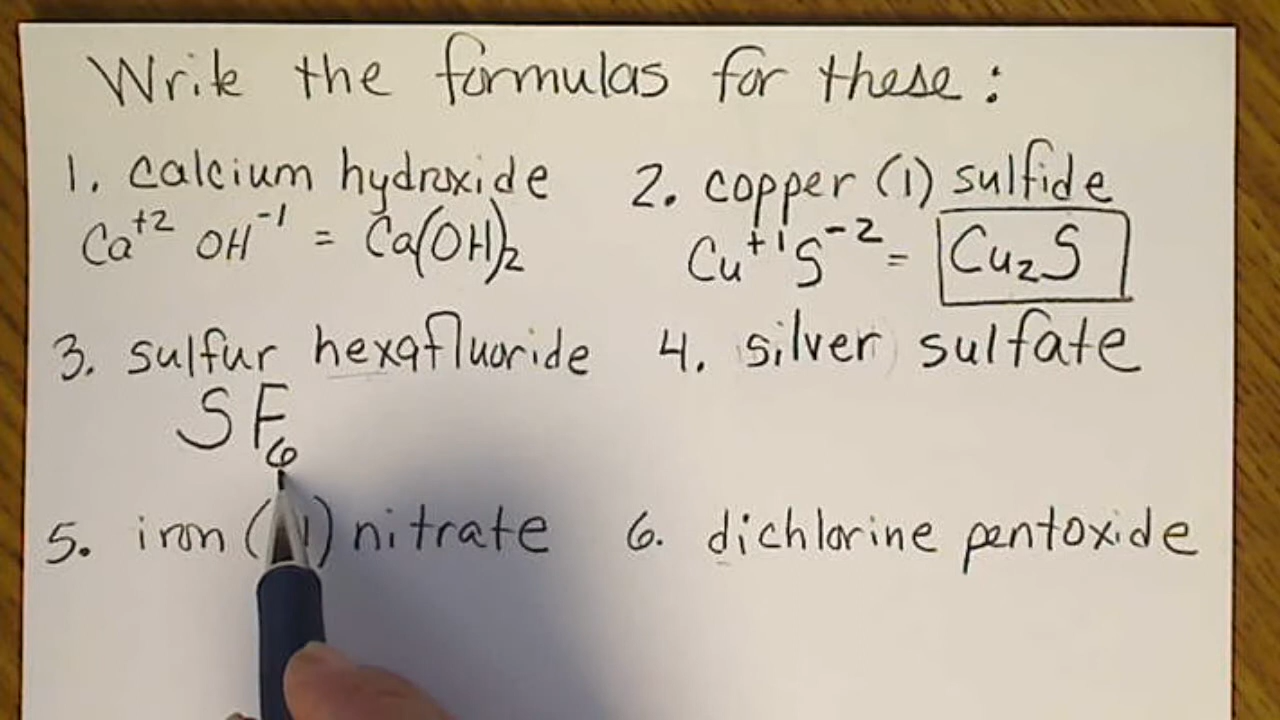 Write the formulas for these:
1. calcium hydroxide
Ca⁺² OH⁻¹ = Ca(OH)₂
2. copper (1) sulfide
Cu⁺¹S⁻² = Cu₂S
3. sulfur hexafluoride
SF₆
4. silver sulfate
5. iron ( ) nitrate
6. dichlorine pentoxide